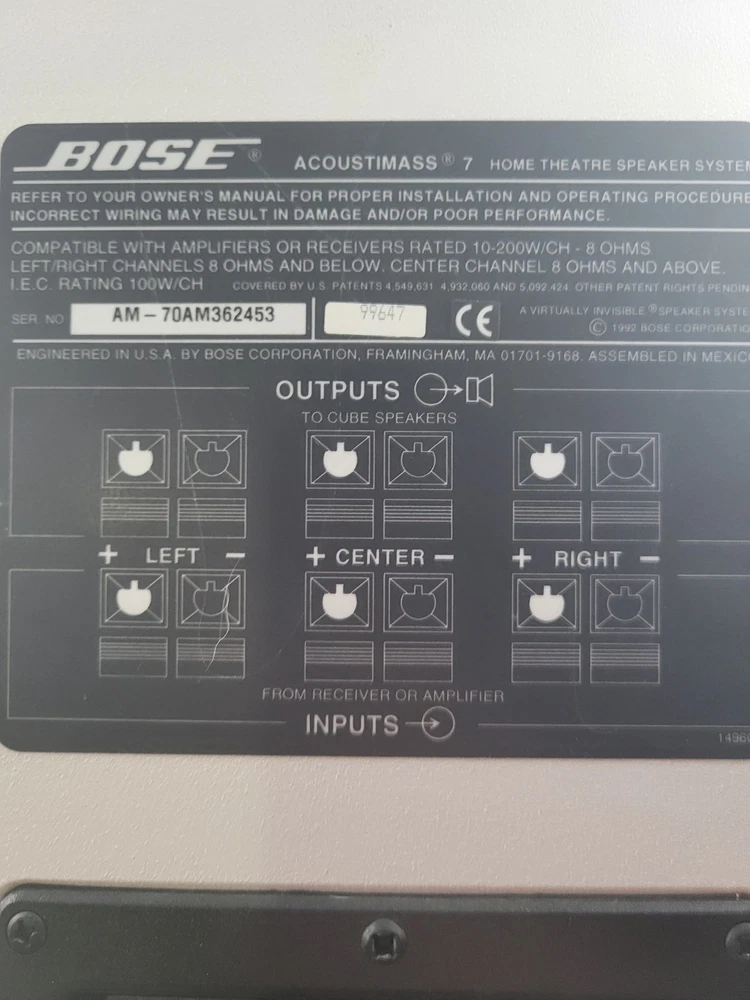 BOSE® ACOUSTIMASS® 7 HOME THEATRE SPEAKER SYSTEM
REFER TO YOUR OWNER'S MANUAL FOR PROPER INSTALLATION AND OPERATING PROCEDURE
INCORRECT WIRING MAY RESULT IN DAMAGE AND/OR POOR PERFORMANCE.
COMPATIBLE WITH AMPLIFIERS OR RECEIVERS RATED 10-200W/CH - 8 OHMS
LEFT/RIGHT CHANNELS 8 OHMS AND BELOW. CENTER CHANNEL 8 OHMS AND ABOVE.
I.E.C. RATING 100W/CH COVERED BY U.S. PATENTS 4,549,631 4,932,060 AND 5,092,424. OTHER PATENT RIGHTS PENDIN
SER. NO AM-70AM362453 99647 CE A VIRTUALLY INVISIBLE® SPEAKER SYSTE
© 1992 BOSE CORPORATIO
ENGINEERED IN U.S.A. BY BOSE CORPORATION, FRAMINGHAM, MA 01701-9168. ASSEMBLED IN MEXICO
OUTPUTS
TO CUBE SPEAKERS
+ LEFT - + CENTER - + RIGHT -
FROM RECEIVER OR AMPLIFIER
INPUTS